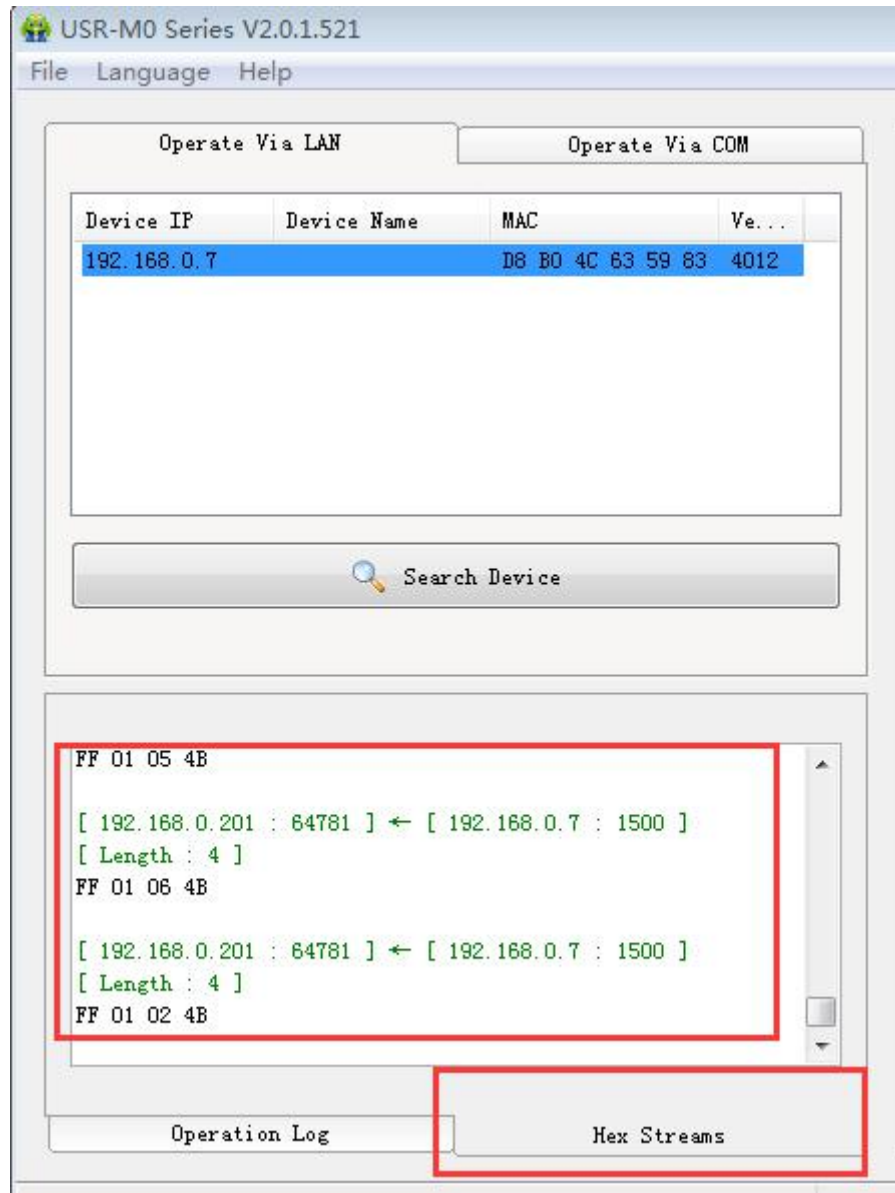 USR-M0 Series V2.0.1.521
File Language Help
Operate Via LAN Operate Via COM
Device IP Device Name MAC Ve...
192.168.0.7 D8 B0 4C 63 59 83 4012
Search Device
FF 01 05 4B
[ 192.168.0.201 : 64781 ] ← [ 192.168.0.7 : 1500 ]
[ Length : 4 ]
FF 01 06 4B
[ 192.168.0.201 : 64781 ] ← [ 192.168.0.7 : 1500 ]
[ Length : 4 ]
FF 01 02 4B
Operation Log Hex Streams